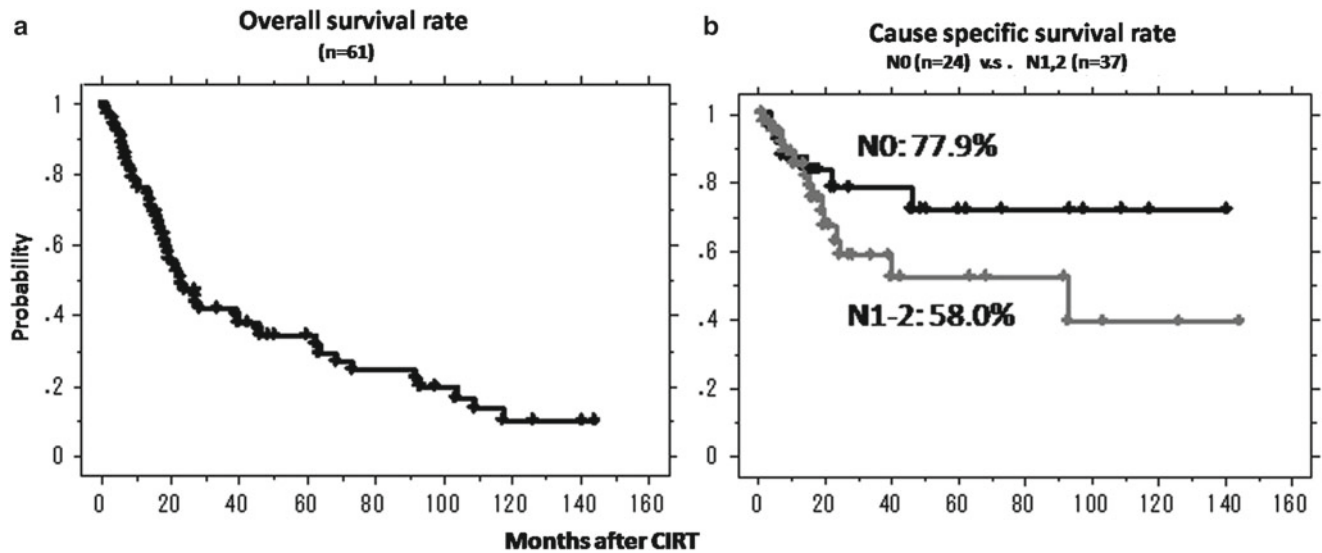 a
Overall survival rate
(n=61)
Probability
1
.8
.6
.4
.2
0
0 20 40 60 80 100 120 140 160
b
Cause specific survival rate
N0 (n=24) v.s. N1,2 (n=37)
1
.8
.6
.4
.2
0
N0: 77.9%
N1-2: 58.0%
0 20 40 60 80 100 120 140 160
Months after CIRT